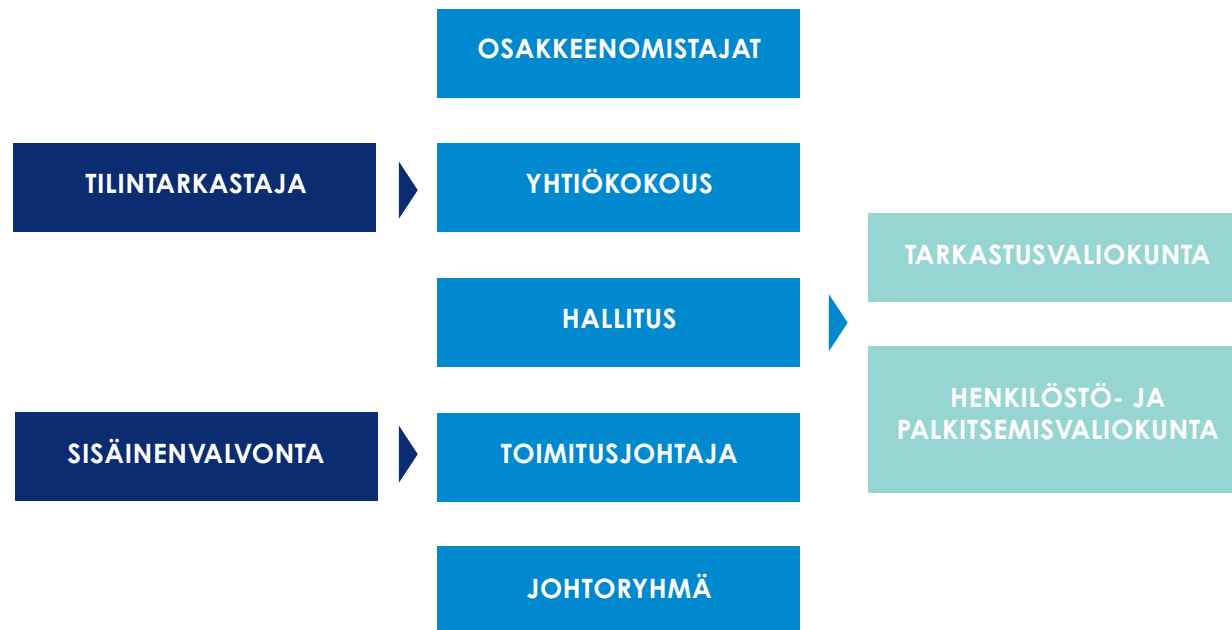 OSAKKEENOMISTAJAT
TILINTARKASTAJA
YHTIÖKOKOUS
TARKASTUSVALIOKUNTA
HALLITUS
HENKILÖSTÖ- JA
PALKITSEMISVALIOKUNTA
SISÄINENVALVONTA
TOIMITUSJOHTAJA
JOHTORYHMÄ